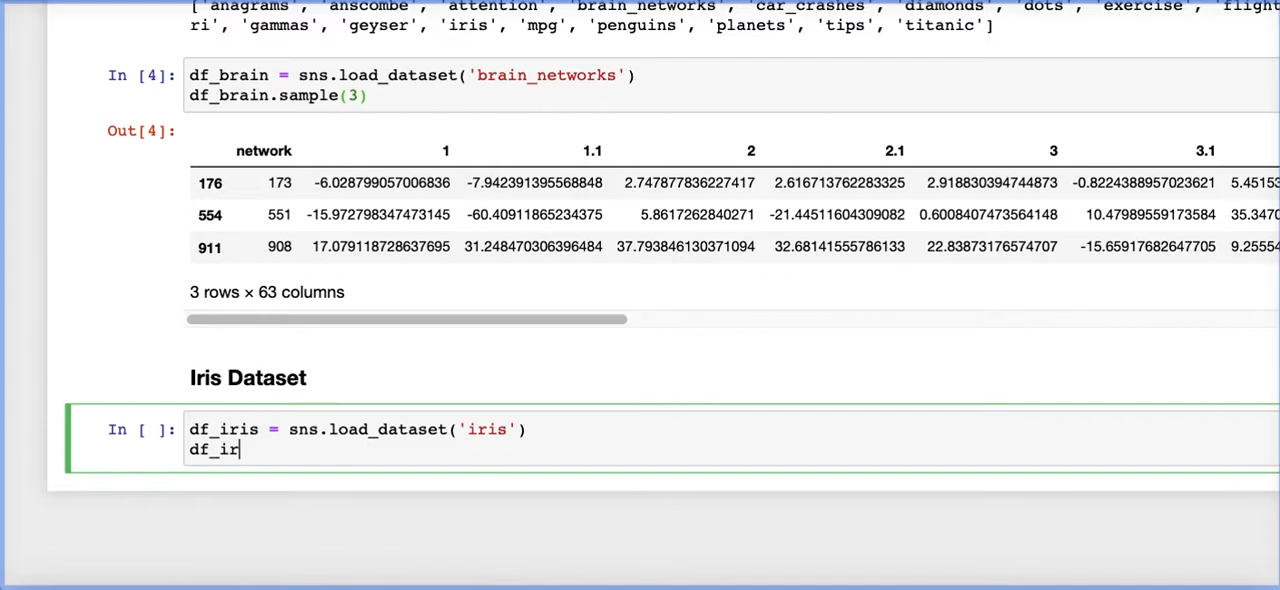 ['anagrams', 'anscombe', 'attention', 'brain_networks', 'car_crashes', 'diamonds', 'dots', 'exercise', 'flight
ri', 'gammas', 'geyser', 'iris', 'mpg', 'penguins', 'planets', 'tips', 'titanic']
In [4]: df_brain = sns.load_dataset('brain_networks')
df_brain.sample(3)
Out[4]:
network 1 1.1 2 2.1 3 3.1
176 173 -6.028799057006836 -7.942391395568848 2.747877836227417 2.616713762283325 2.918830394744873 -0.8224388957023621 5.45153
554 551 -15.972798347473145 -60.40911865234375 5.8617262840271 -21.44511604309082 0.6008407473564148 10.47989559173584 35.3470
911 908 17.079118728637695 31.248470306396484 37.793846130371094 32.68141555786133 22.83873176574707 -15.65917682647705 9.25554
3 rows × 63 columns
Iris Dataset
In [ ]: df_iris = sns.load_dataset('iris')
df_ir